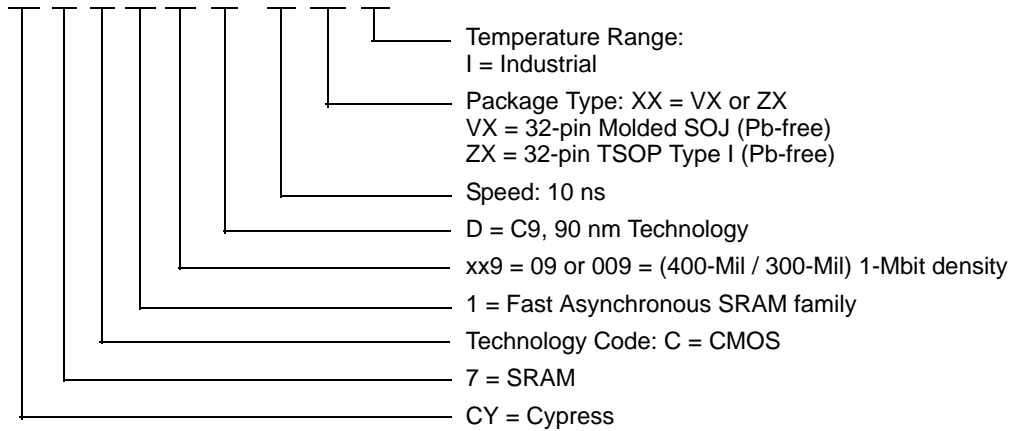 Temperature Range:
I = Industrial
Package Type: XX = VX or ZX
VX = 32-pin Molded SOJ (Pb-free)
ZX = 32-pin TSOP Type I (Pb-free)
Speed: 10 ns
D = C9, 90 nm Technology
xx9 = 09 or 009 = (400-Mil / 300-Mil) 1-Mbit density
1 = Fast Asynchronous SRAM family
Technology Code: C = CMOS
7 = SRAM
CY = Cypress